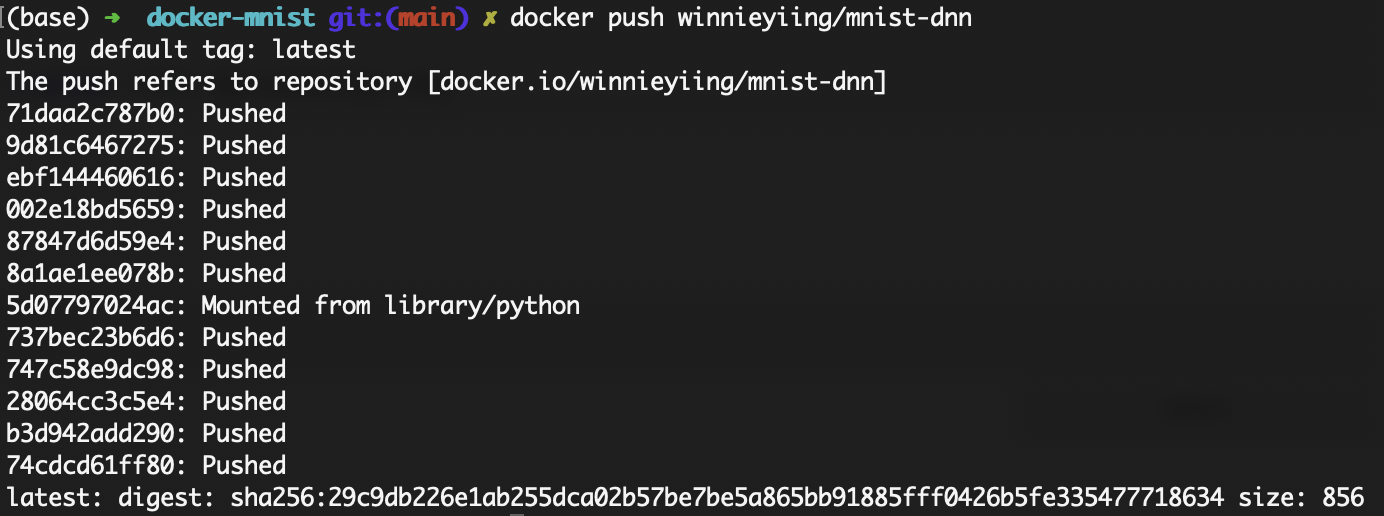 (base) ➜ docker-mnist git:(main) ✗ docker push winnieyiing/mnist-dnn
Using default tag: latest
The push refers to repository [docker.io/winnieyiing/mnist-dnn]
71daa2c787b0: Pushed
9d81c6467275: Pushed
ebf144460616: Pushed
002e18bd5659: Pushed
87847d6d59e4: Pushed
8a1ae1ee078b: Pushed
5d07797024ac: Mounted from library/python
737bec23b6d6: Pushed
747c58e9dc98: Pushed
28064cc3c5e4: Pushed
b3d942add290: Pushed
74cdcd61ff80: Pushed
latest: digest: sha256:29c9db226e1ab255dca02b57be7be5a865bb91885fff0426b5fe335477718634 size: 856